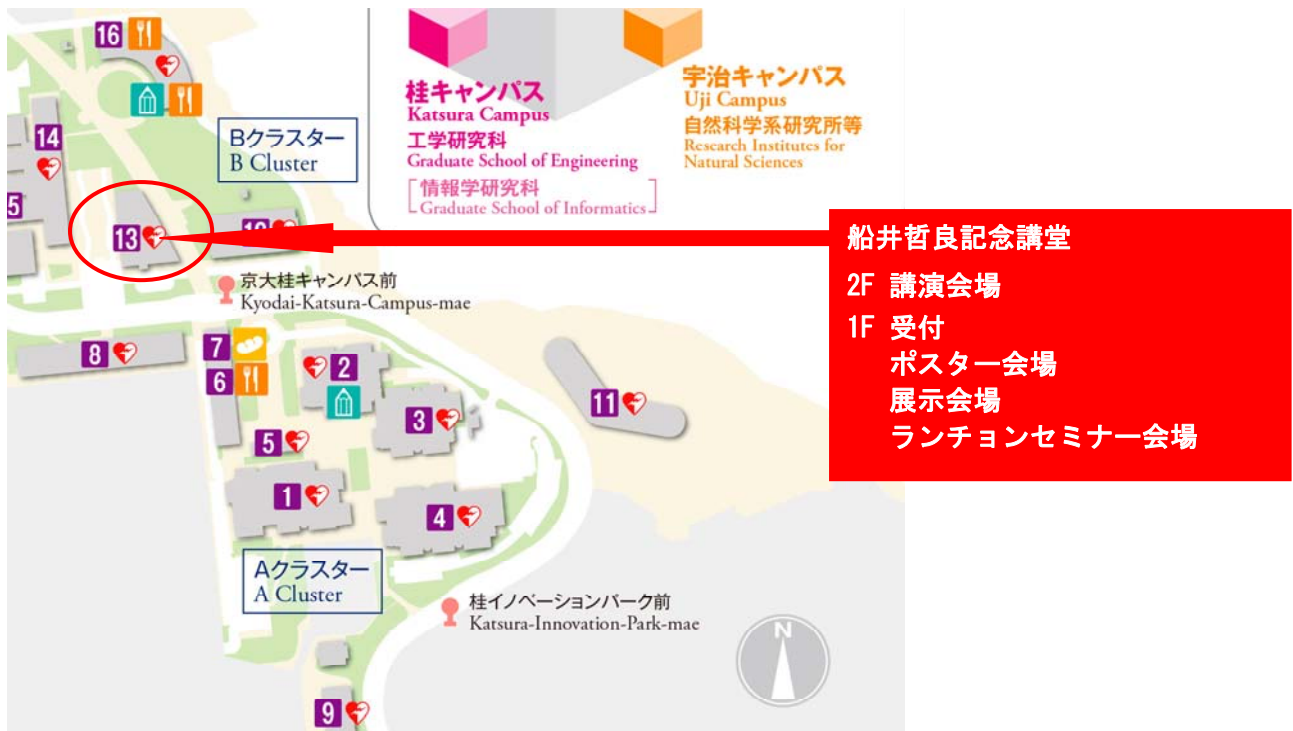 16
桂キャンパス
Katsura Campus
工学研究科
Graduate School of Engineering
情報学研究科
Graduate School of Informatics
宇治キャンパス
Uji Campus
自然科学系研究所等
Research Institutes for
Natural Sciences
Bクラスター
B Cluster
14
5
13
船井哲良記念講堂
2F 講演会場
1F 受付
ポスター会場
展示会場
ランチョンセミナー会場
京大桂キャンパス前
Kyodai-Katsura-Campus-mae
8
7
6
2
3
11
5
1
4
Aクラスター
A Cluster
桂イノベーションパーク前
Katsura-Innovation-Park-mae
N
9